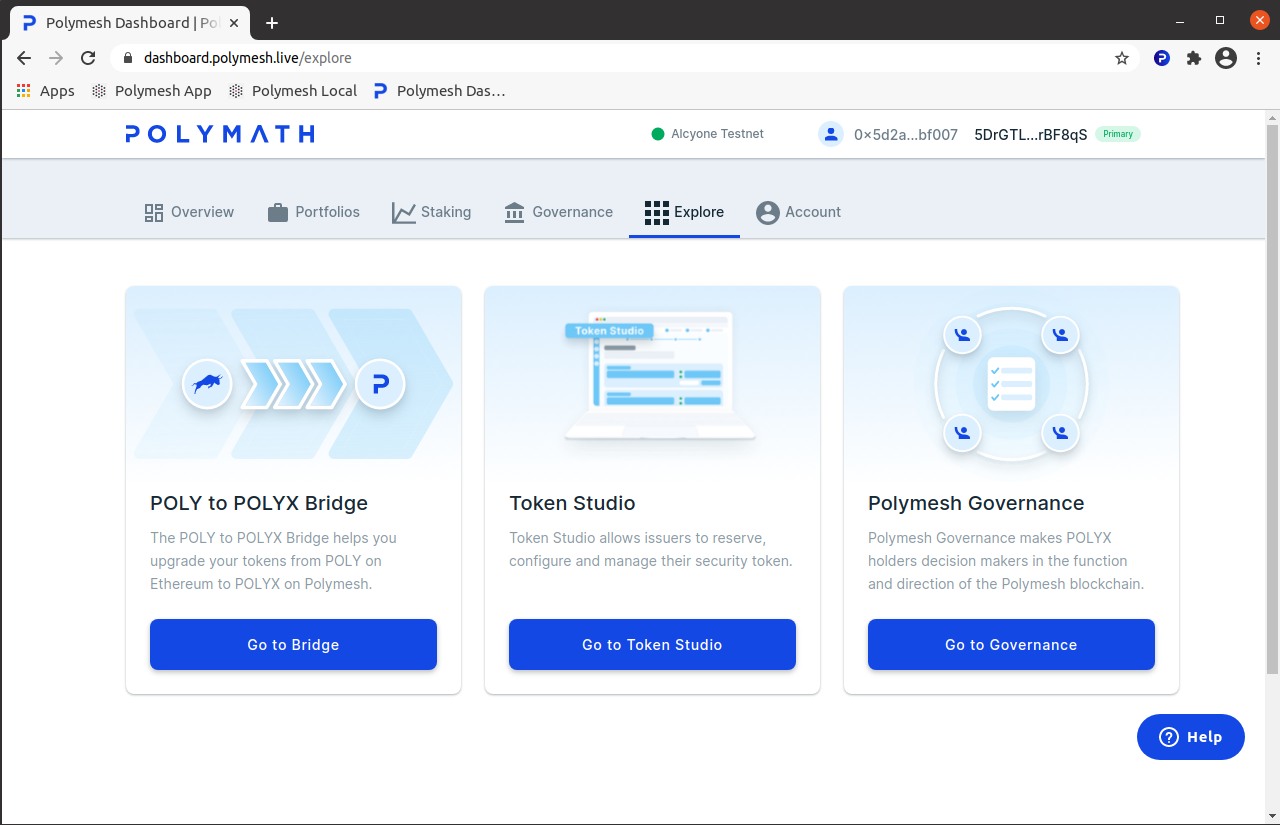 Polymesh Dashboard | Po
dashboard.polymesh.live/explore
Apps
Polymesh App
Polymesh Local
Polymesh Das...
POLYMATH
Alcyone Testnet
0×5d2a...bf007
5DrGTL...rBF8qS
Primary
Overview
Portfolios
Staking
Governance
Explore
Account
Token Studio
POLY to POLYX Bridge
The POLY to POLYX Bridge helps you
upgrade your tokens from POLY on
Ethereum to POLYX on Polymesh.
Go to Bridge
Token Studio
Token Studio allows issuers to reserve,
configure and manage their security token.
Go to Token Studio
Polymesh Governance
Polymesh Governance makes POLYX
holders decision makers in the function
and direction of the Polymesh blockchain.
Go to Governance
Help